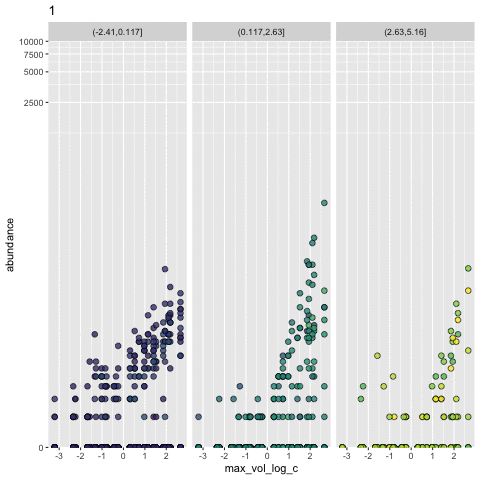 1
(-2.41,0.117] (0.117,2.63] (2.63,5.16]
10000
7500
5000
2500
0
abundance
-3 -2 -1 0 1 2 -3 -2 -1 0 1 2 -3 -2 -1 0 1 2
max_vol_log_c